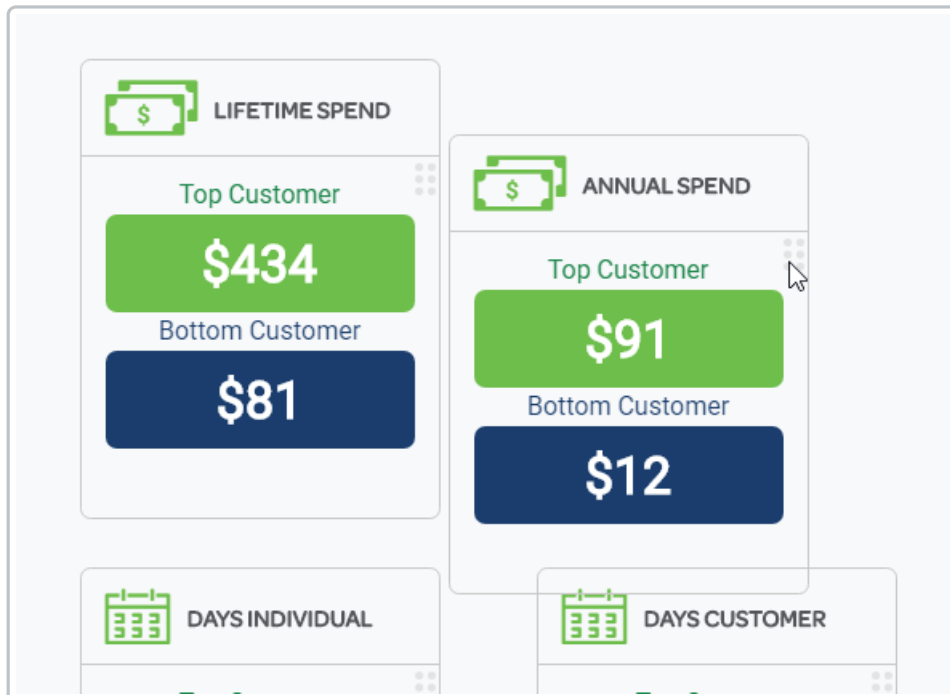 LIFETIME SPEND
Top Customer
$434
Bottom Customer
$81
ANNUAL SPEND
Top Customer
$91
Bottom Customer
$12
DAYS INDIVIDUAL
DAYS CUSTOMER